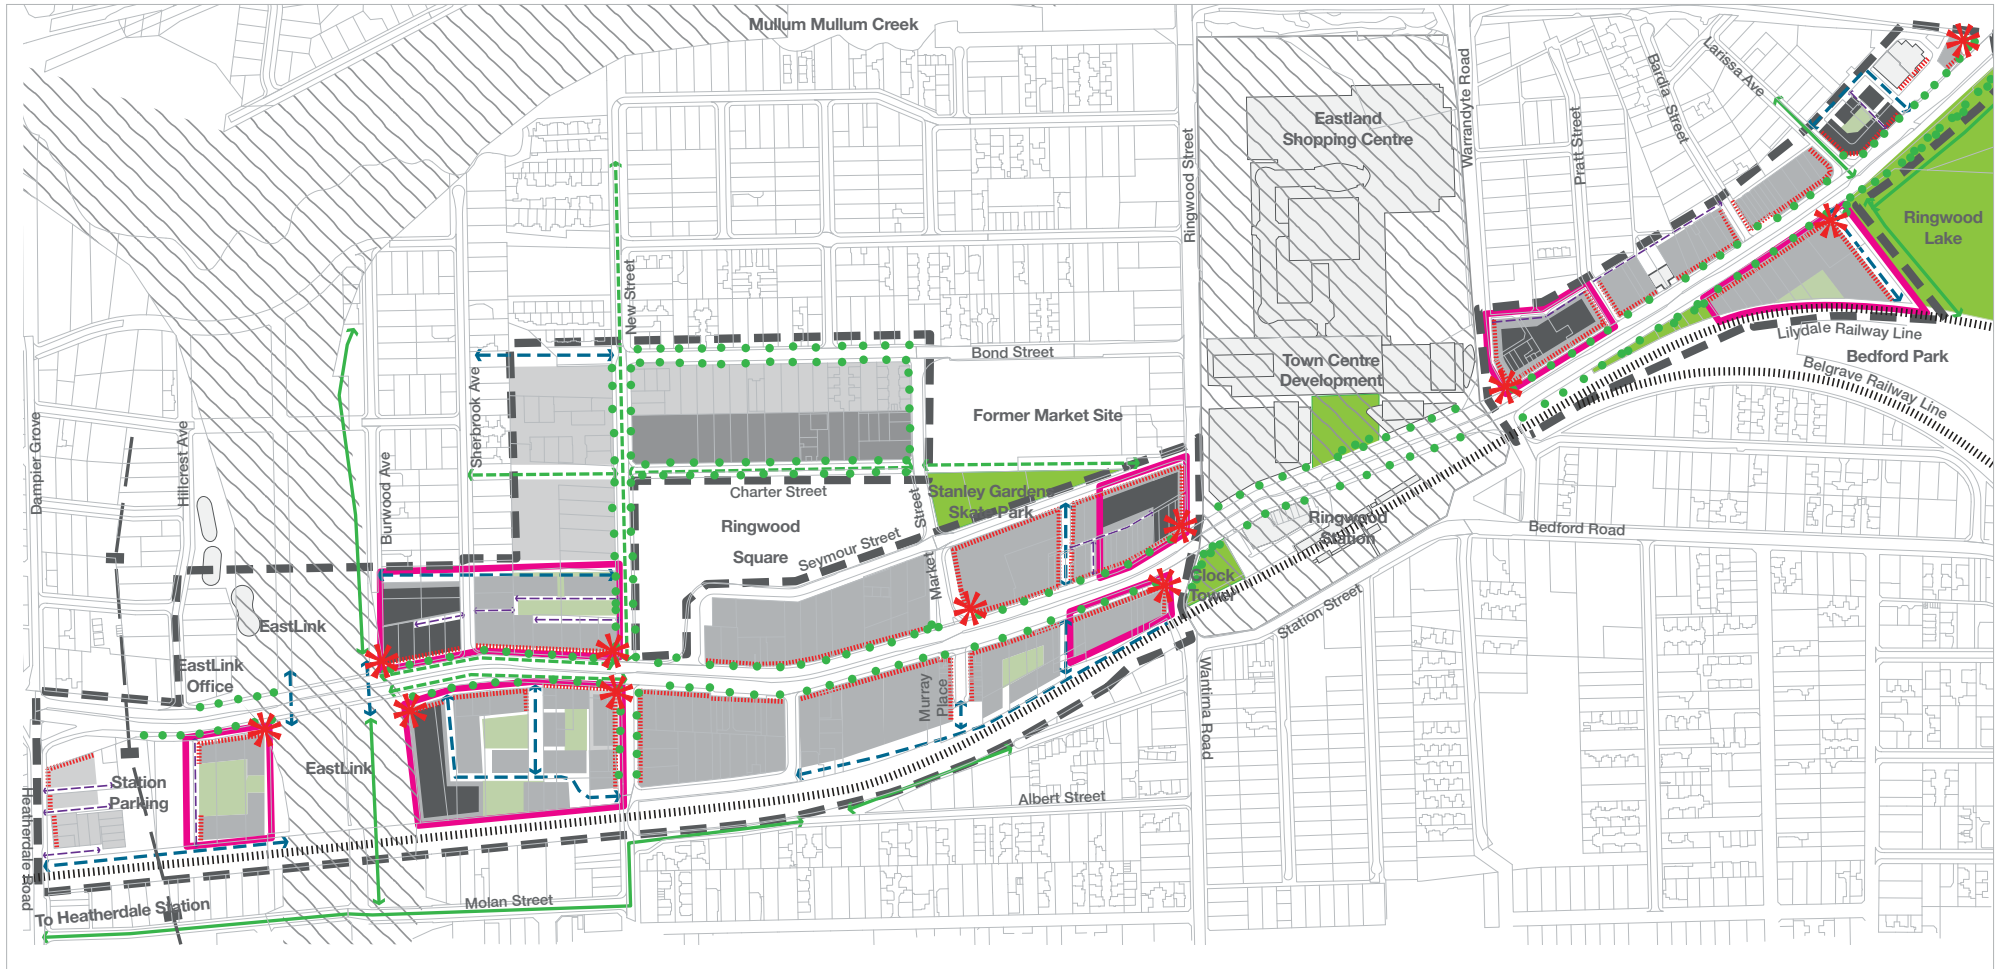 Mullum Mullum Creek
Larissa Ave
Bardia Street
Warrandyte Road
Pratt Street
Eastland
Shopping Centre
Ringwood Street
Ringwood
Lake
New Street
Lilydale Railway Line
Bedford Park
Belgrave Railway Line
Bond Street
Town Centre
Development
Sherbrook Ave
Former Market Site
Dampier Grove
Hillcrest Ave
Burwood Ave
Charter Street
Stanley Gardens
Skate Park
Ringwood
Square
Seymour Street
Market Street
Ringwood
Station
Bedford Road
Clock
Tower
Station Street
EastLink
EastLink
Office
Murray
Place
Wantirna Road
EastLink
Station
Parking
Albert Street
Heatherdale Road
Molan Street
To Heatherdale Station